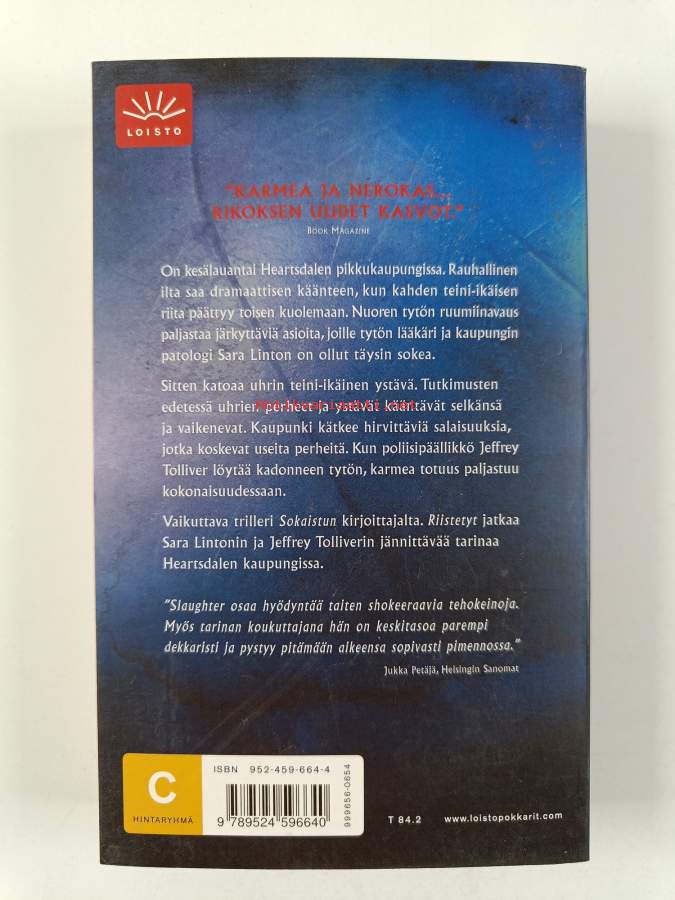 LOISTO
"KARMEA JA NEROKAS...
RIKOKSEN UUDET KASVOT."
BOOK MAGAZINE
On kesälauantai Heartsdalen pikkukaupungissa. Rauhallinen
ilta saa dramaattisen käänteen, kun kahden teini-ikäisen
riita päättyy toisen kuolemaan. Nuoren tytön ruumiinavaus
paljastaa järkyttäviä asioita, joille tytön lääkäri ja kaupungin
patologi Sara Linton on ollut täysin sokea.
Sitten katoaa uhrin teini-ikäinen ystävä. Tutkimusten
edetessä uhrien perheet ja ystävät kääntävät selkänsä
ja vaikenevat. Kaupunki kätkee hirvittäviä salaisuuksia,
jotka koskevat useita perheitä. Kun poliisipäällikkö Jeffrey
Tolliver löytää kadonneen tytön, karmea totuus paljastuu
kokonaisuudessaan.
Vaikuttava trilleri Sokaistun kirjoittajalta. Riistetyt jatkaa
Sara Lintonin ja Jeffrey Tolliverin jännittävää tarinaa
Heartsdalen kaupungissa.
"Slaughter osaa hyödyntää taiten shokeeraavia tehokeinoja.
Myös tarinan koukuttajana hän on keskitasoa parempi
dekkaristi ja pystyy pitämään aikeensa sopivasti pimennossa."
JUKKA PETÄJÄ, HELSINGIN SANOMAT
C
HINTARYHMÄ
ISBN 952-459-664-4
9 789524 596640
999656-0654
T 84.2
www.loistopokkarit.com